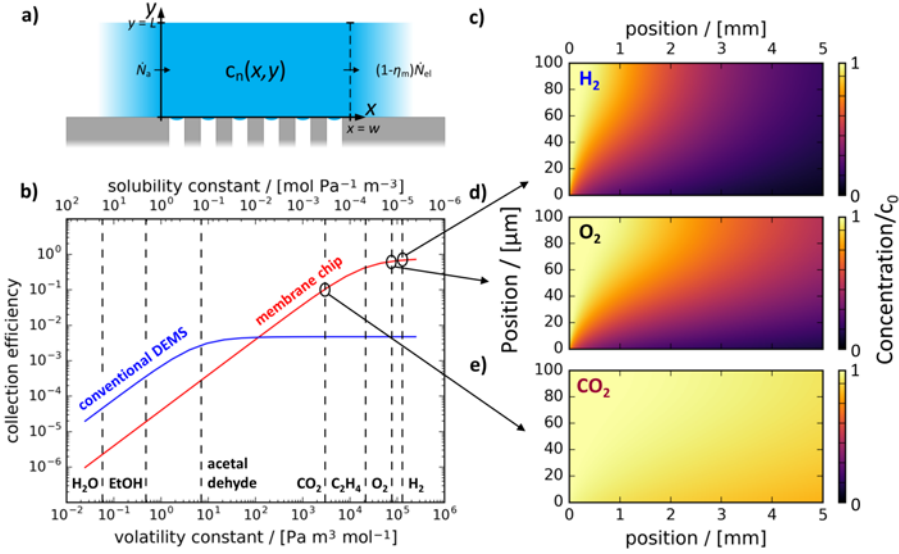 a)
y
y = L
Ṅₐ
cₙ(x,y)
(1-ηₘ)Ṅₑₗ
x
x = w
b)
solubility constant / [mol Pa⁻¹ m⁻³]
10² 10¹ 10⁰ 10⁻¹ 10⁻² 10⁻³ 10⁻⁴ 10⁻⁵ 10⁻⁶
collection efficiency
10⁰
10⁻¹
10⁻²
10⁻³
10⁻⁴
10⁻⁵
10⁻⁶
conventional DEMS
membrane chip
H₂O EtOH acetal dehyde CO₂ C₂H₄ O₂ H₂
10⁻² 10⁻¹ 10⁰ 10¹ 10² 10³ 10⁴ 10⁵ 10⁶
volatility constant / [Pa m³ mol⁻¹]
c)
position / [mm]
0 1 2 3 4 5
H₂
100
80
60
40
20
0
1
0
d)
O₂
100
80
60
40
20
0
1
0
Position / [µm]
Concentration/c₀
e)
CO₂
100
80
60
40
20
0
1
0
0 1 2 3 4 5
position / [mm]